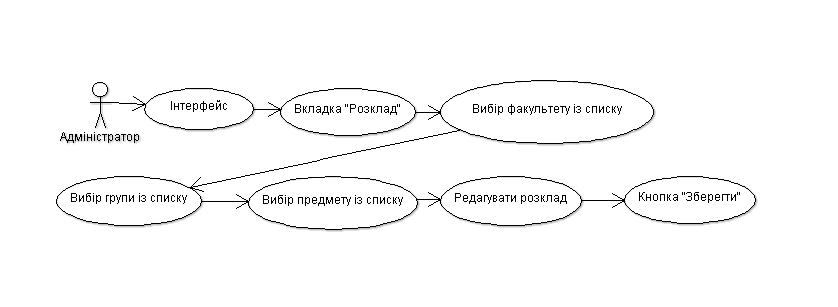 Інтерфейс
Вкладка "Розклад"
Вибір факультету із списку
Адміністратор
Вибір групи із списку
Вибір предмету із списку
Редагувати розклад
Кнопка "Зберегти"